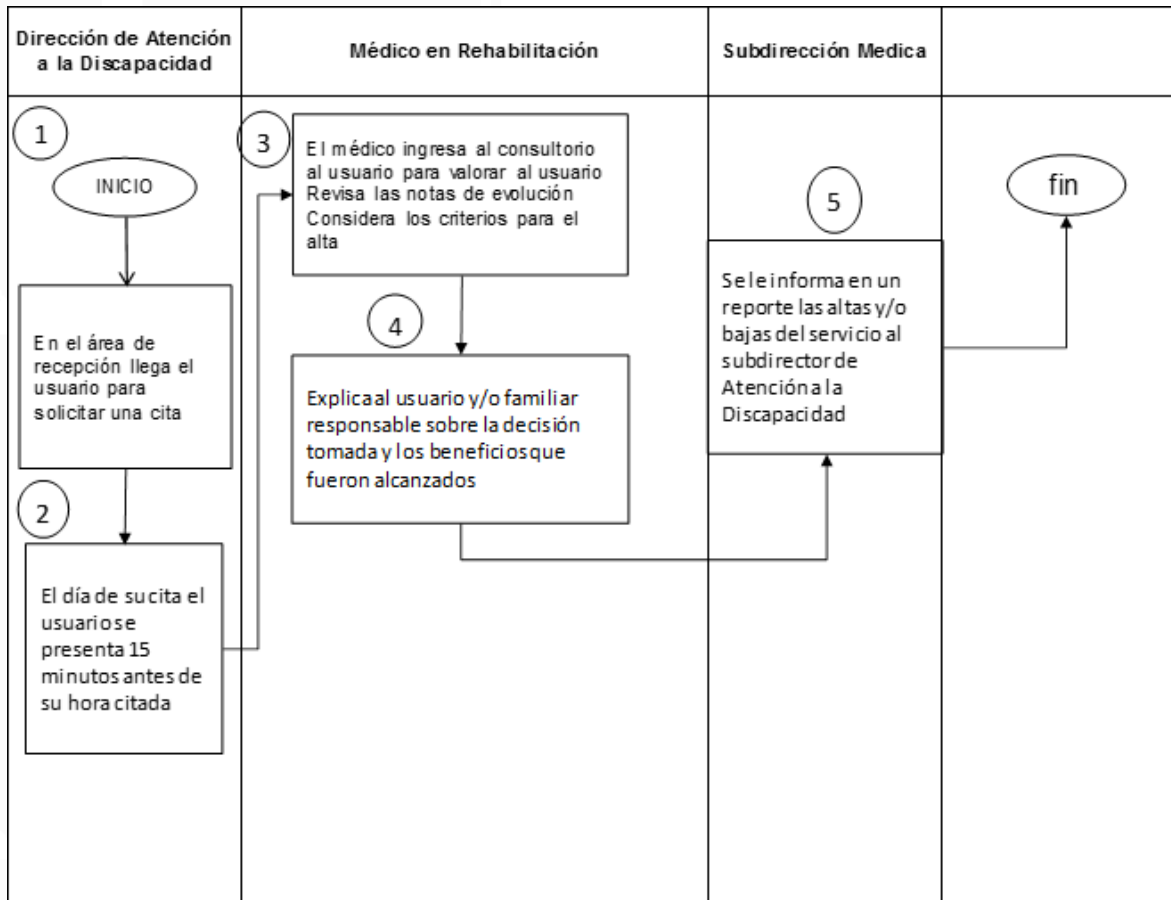 Dirección de Atención
a la Discapacidad
Médico en Rehabilitación
Subdirección Medica
1
INICIO
En el área de
recepción llega el
usuario para
solicitar una cita
2
El día de su cita el
usuario se
presenta 15
minutos antes de
su hora citada
3
El médico ingresa al consultorio
al usuario para valorar al usuario
Revisa las notas de evolución
Considera los criterios para el
alta
4
Explica al usuario y/o familiar
responsable sobre la decisión
tomada y los beneficios que
fueron alcanzados
5
Se le informa en un
reporte las altas y/o
bajas del servicio al
subdirector de
Atención a la
Discapacidad
fin